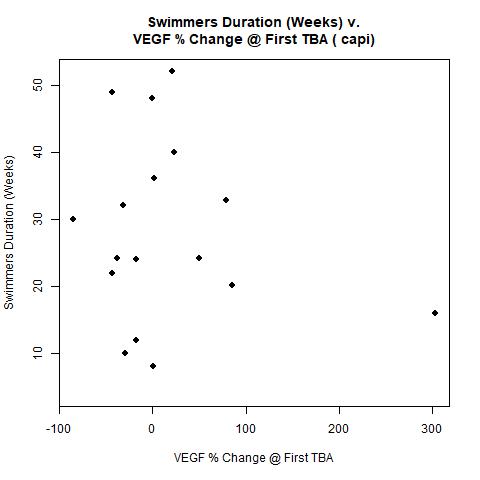 Swimmers Duration (Weeks) v.
VEGF % Change @ First TBA ( capi)
Swimmers Duration (Weeks)
50
40
30
20
10
-100
0
100
200
300
VEGF % Change @ First TBA